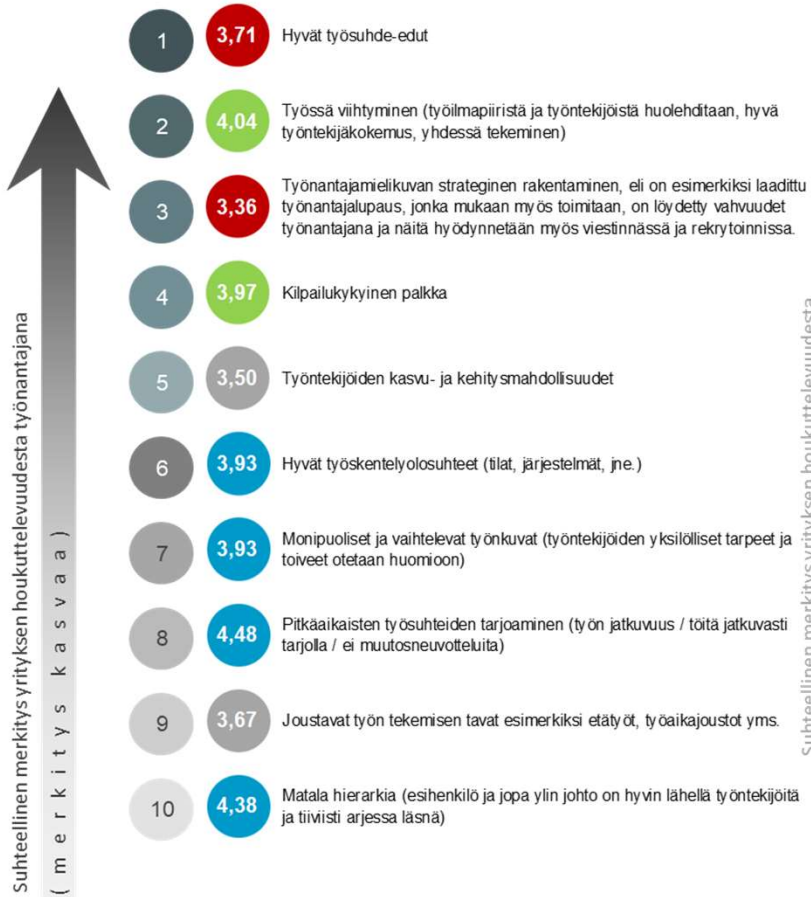 1 3,71 Hyvät työsuhde-edut
2 4,04 Työssä viihtyminen (työilmapiiristä ja työntekijöistä huolehditaan, hyvä
työntekijäkokemus, yhdessä tekeminen)
Työnantajamielikuvan strateginen rakentaminen, eli on esimerkiksi laadittu
3 3,36 työnantajalupaus, jonka mukaan myös toimitaan, on löydetty vahvuudet
työnantajana ja näitä hyödynnetään myös viestinnässä ja rekrytoinnissa.
4 3,97 Kilpailukykyinen palkka
5 3,50 Työntekijöiden kasvu- ja kehitysmahdollisuudet
6 3,93 Hyvät työskentelyolosuhteet (tilat, järjestelmät, jne.)
7 3,93 Monipuoliset ja vaihtelevat työnkuvat (työntekijöiden yksilölliset tarpeet ja
toiveet otetaan huomioon)
8 4,48 Pitkäaikaisten työsuhteiden tarjoaminen (työn jatkuvuus / töitä jatkuvasti
tarjolla / ei muutosneuvotteluita)
9 3,67 Joustavat työn tekemisen tavat esimerkiksi etätyöt, työaikajoustot yms.
10 4,38 Matala hierarkia (esihenkilö ja jopa ylin johto on hyvin lähellä työntekijöitä
ja tiiviisti arjessa läsnä)
Suhteellinen merkitys yrityksen houkuttelevuudesta työnantajana
(merkitys kasvaa)
Suhteellinen merkitys yrityksen houkuttelevuudesta